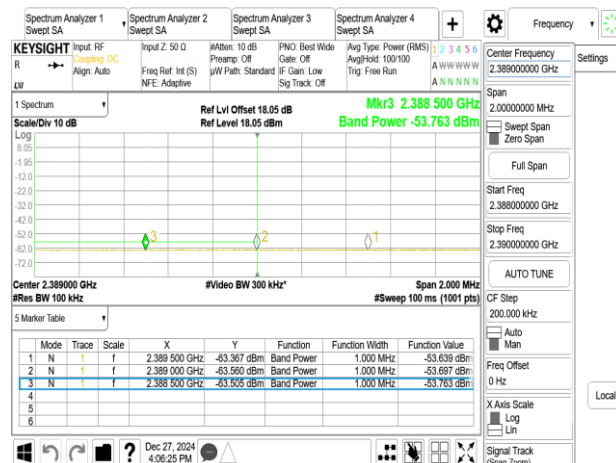 Spectrum Analyzer 1
Swept SA
Spectrum Analyzer 2
Swept SA
Spectrum Analyzer 3
Swept SA
Spectrum Analyzer 4
Swept SA
+
Frequency
KEYSIGHT
R
Input: RF
Coupling: DC
Align: Auto
Input Z: 50 Ω
Freq Ref: Int (S)
NFE: Adaptive
#Atten: 10 dB
Preamp: Off
µW Path: Standard
PNO: Best Wide
Gate: Off
IF Gain: Low
Sig Track: Off
Avg Type: Power (RMS)
Avg|Hold: 100/100
Trig: Free Run
1 2 3 4 5 6
A W W W W W
A N N N N N
1 Spectrum
Scale/Div 10 dB
Ref Lvl Offset 18.05 dB
Ref Level 18.05 dBm
Mkr3 2.388 500 GHz
Band Power -53.763 dBm
Log
8.05
-1.95
-12.0
-22.0
-32.0
-42.0
-52.0
-62.0
-72.0
3
2
1
Center 2.389000 GHz
#Res BW 100 kHz
#Video BW 300 kHz*
Span 2.000 MHz
#Sweep 100 ms (1001 pts)
5 Marker Table
Mode Trace Scale X Y Function Function Width Function Value
1 N 1 f 2.389 500 GHz -63.367 dBm Band Power 1.000 MHz -53.639 dBm
2 N 1 f 2.389 000 GHz -63.560 dBm Band Power 1.000 MHz -53.697 dBm
3 N 1 f 2.388 500 GHz -63.505 dBm Band Power 1.000 MHz -53.763 dBm
4
5
6
Dec 27, 2024
4:06:25 PM
?
Center Frequency
2.389000000 GHz
Settings
Span
2.00000000 MHz
Swept Span
Zero Span
Full Span
Start Freq
2.388000000 GHz
Stop Freq
2.390000000 GHz
AUTO TUNE
CF Step
200.000 kHz
Auto
Man
Freq Offset
0 Hz
X Axis Scale
Log
Lin
Local
Signal Track
(Span Zoom)